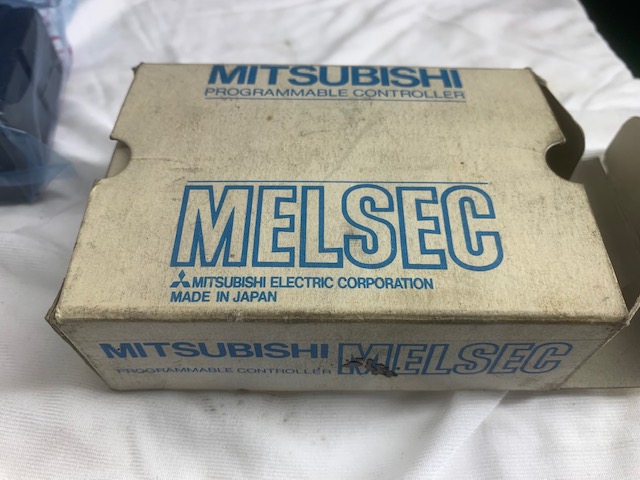 MITSUBISHI
PROGRAMMABLE CONTROLLER
MELSEC
MITSUBISHI ELECTRIC CORPORATION
MADE IN JAPAN
MITSUBISHI MELSEC
PROGRAMMABLE CONTROLLER